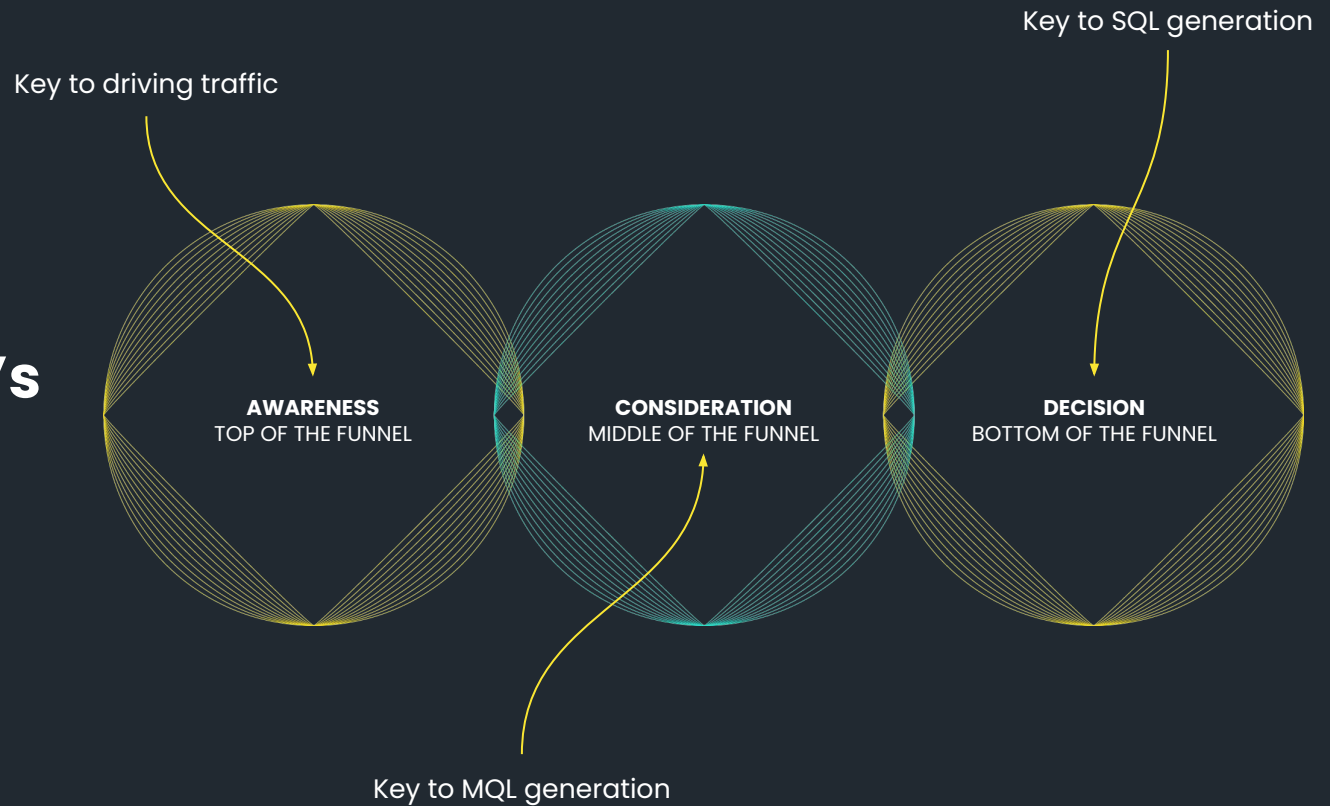 Key to SQL generation
Key to driving traffic
's
AWARENESS
TOP OF THE FUNNEL
CONSIDERATION
MIDDLE OF THE FUNNEL
DECISION
BOTTOM OF THE FUNNEL
Key to MQL generation